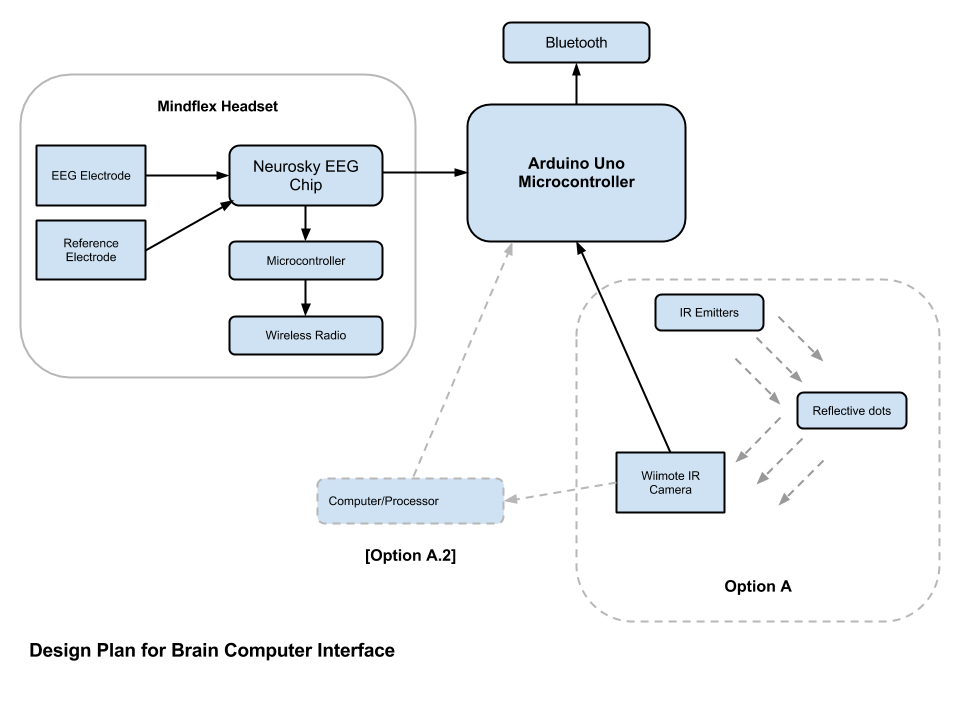 Bluetooth
Mindflex Headset
EEG Electrode
Neurosky EEG
Chip
Arduino Uno
Microcontroller
Reference
Electrode
Microcontroller
Wireless Radio
IR Emitters
Reflective dots
Wiimote IR
Camera
Computer/Processor
[Option A.2]
Option A
Design Plan for Brain Computer Interface